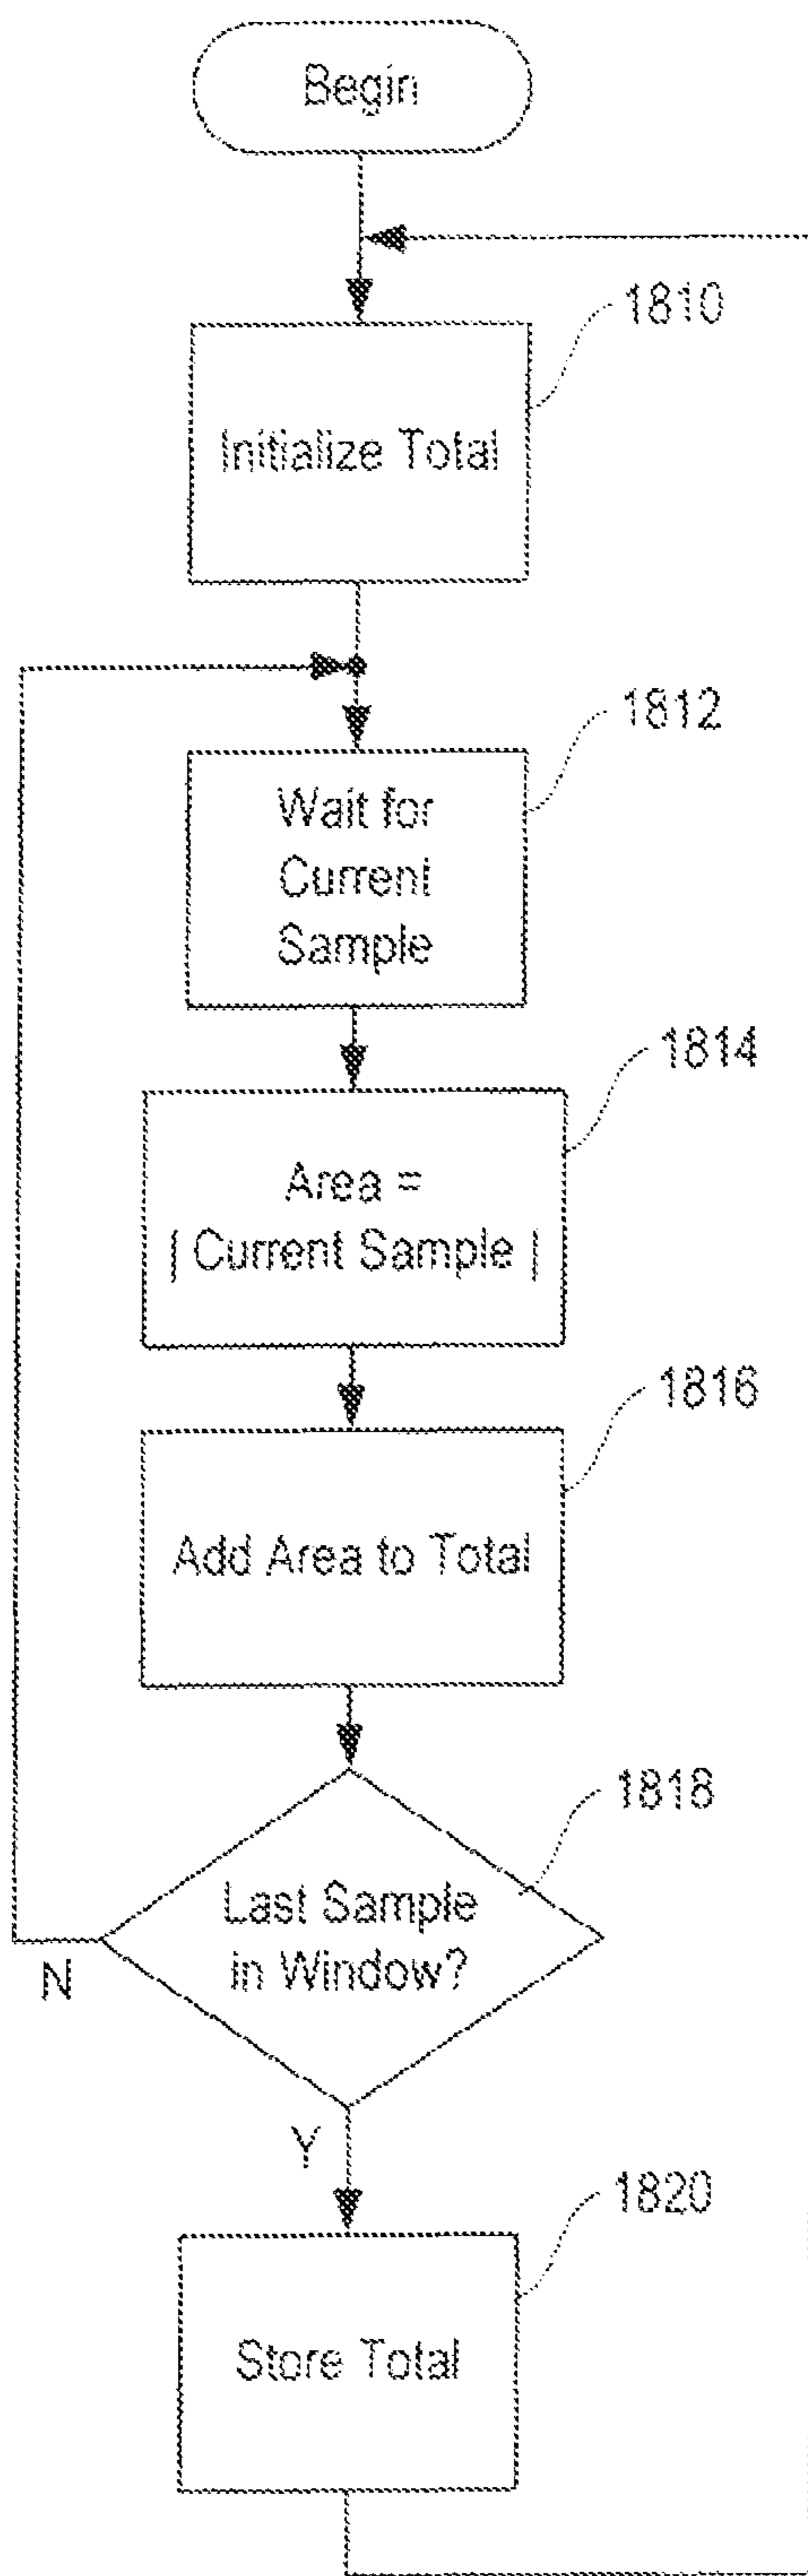 Begin
1810
Initialize Total
1812
Wait for
Current
Sample
1814
Area =
| Current Sample |
1816
Add Area to Total
1818
Last Sample
in Window?
N
Y
1820
Store Total